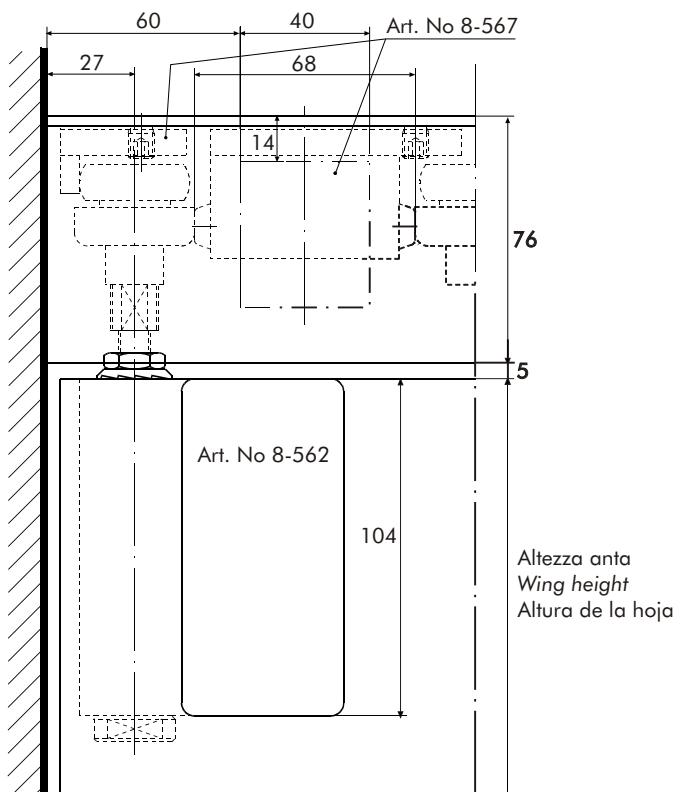 60
40
Art. No 8-567
27
68
14
76
5
Art. No 8-562
104
Altezza anta
Wing height
Altura de la hoja